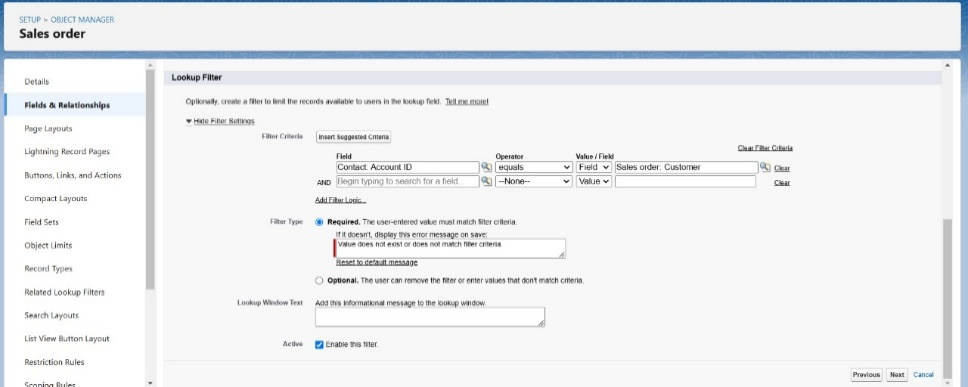 SETUP > OBJECT MANAGER
Sales order
Details
Fields & Relationships
Page Layouts
Lightning Record Pages
Buttons, Links, and Actions
Compact Layouts
Field Sets
Object Limits
Record Types
Related Lookup Filters
Search Layouts
List View Button Layout
Restriction Rules
Scoping Rules
Lookup Filter
Optionally, create a filter to limit the records available to users in the lookup field. Tell me more!
Hide Filter Settings
Filter Criteria Insert Suggested Criteria
Clear Filter Criteria
Field Operator Value / Field
Contact: Account ID equals Field Sales order: Customer Clear
AND Begin typing to search for a field... --None-- Value Clear
Add Filter Logic...
Filter Type Required. The user-entered value must match filter criteria.
If it doesn't, display this error message on save:
Value does not exist or does not match filter criteria.
Reset to default message
Optional. The user can remove the filter or enter values that don't match criteria.
Lookup Window Text Add this informational message to the lookup window.
Active Enable this filter.
Previous Next Cancel